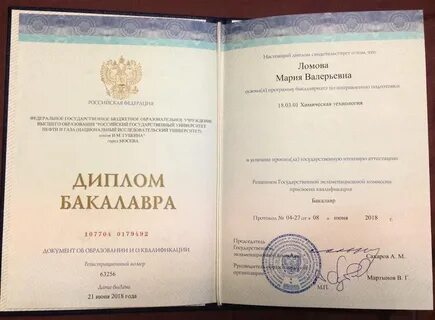 РОССИЙСКАЯ ФЕДЕРАЦИЯ
ФЕДЕРАЛЬНОЕ ГОСУДАРСТВЕННОЕ БЮДЖЕТНОЕ ОБРАЗОВАТЕЛЬНОЕ УЧРЕЖДЕНИЕ
ВЫСШЕГО ОБРАЗОВАНИЯ "РОССИЙСКИЙ ГОСУДАРСТВЕННЫЙ УНИВЕРСИТЕТ
НЕФТИ И ГАЗА (НАЦИОНАЛЬНЫЙ ИССЛЕДОВАТЕЛЬСКИЙ УНИВЕРСИТЕТ)
имени И.М. ГУБКИНА"
город МОСКВА
ДИПЛОМ
БАКАЛАВРА
107704 0179492
ДОКУМЕНТ ОБ ОБРАЗОВАНИИ И О КВАЛИФИКАЦИИ
Регистрационный номер
63256
Дата выдачи
21 июня 2018 года
Настоящий диплом свидетельствует о том, что
Ломова
Мария Валерьевна
освоил(а) программу бакалавриата по направлению подготовки
18.03.01 Химическая технология
и успешно прошёл(а) государственную итоговую аттестацию
Решением Государственной экзаменационной комиссии
присвоена квалификация
Бакалавр
Протокол № 04-27 от « 08 » июня 2018 г.
Председатель
Государственной
экзаменационной комиссии
Сахаров А. М.
Руководитель
образовательной
организации
Мартынов В. Г.
М.П.